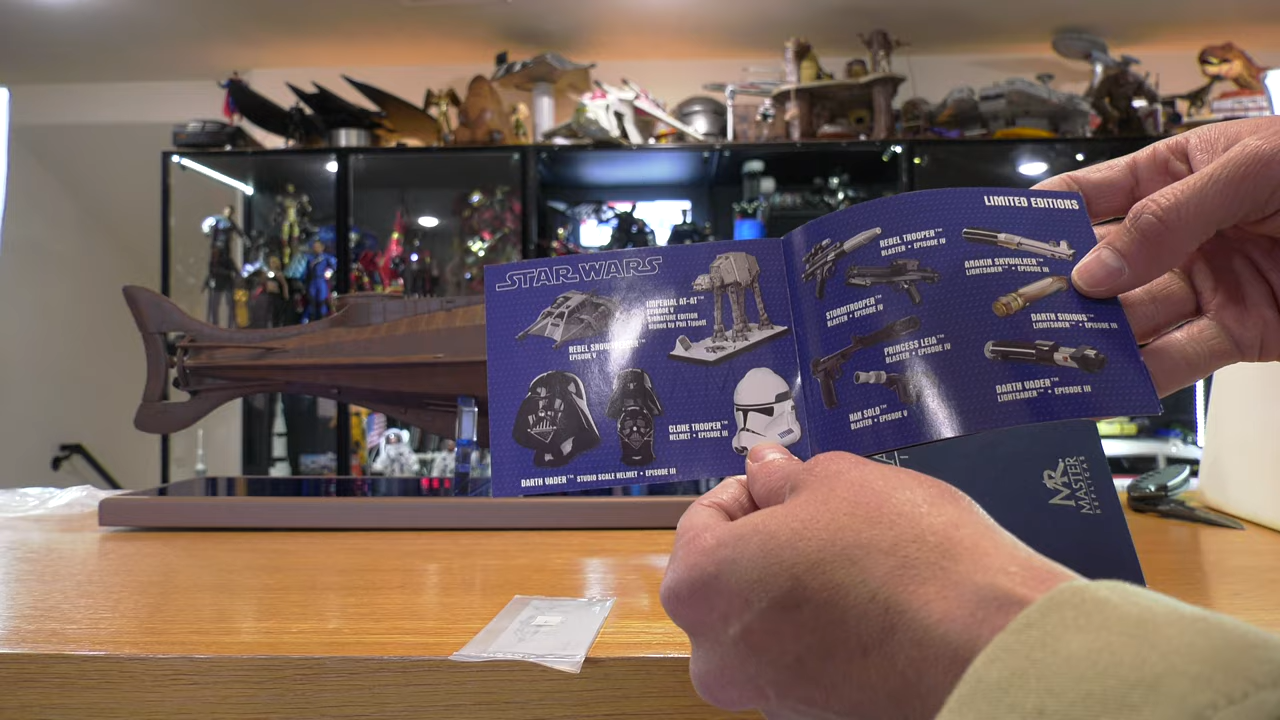 STAR WARS
IMPERIAL AT-AT™
EPISODE V
SIGNATURE EDITION
Signed by Phil Tippett
REBEL
EPISODE V
CLONE TROOPER™
HELMET • EPISODE III
DARTH VADER™ STUDIO SCALE HELMET • EPISODE III
LIMITED EDITIONS
REBEL TROOPER™
BLASTER • EPISODE IV
ANAKIN SKYWALKER™
LIGHTSABER™ • EPISODE III
STORMTROOPER™
BLASTER • EPISODE IV
DARTH SIDIOUS™
LIGHTSABER™ • EPISODE III
PRINCESS LEIA™
BLASTER • EPISODE IV
DARTH VADER™
LIGHTSABER™ • EPISODE III
HAN SOLO™
BLASTER • EPISODE V
MR
MASTER
REPLICAS